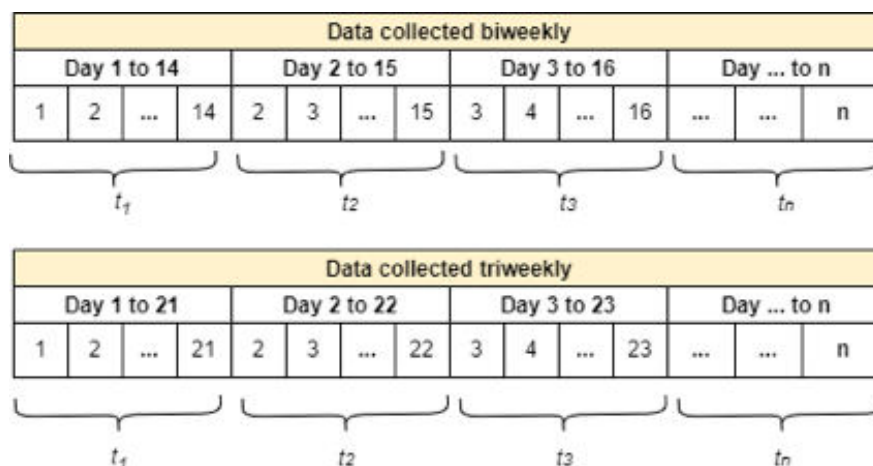 Data collected biweekly
Day 1 to 14 Day 2 to 15 Day 3 to 16 Day ... to n
1 2 ... 14 2 3 ... 15 3 4 ... 16 ... ... n
t1 t2 t3 tn
Data collected triweekly
Day 1 to 21 Day 2 to 22 Day 3 to 23 Day ... to n
1 2 ... 21 2 3 ... 22 3 4 ... 23 ... ... n
t1 t2 t3 tn